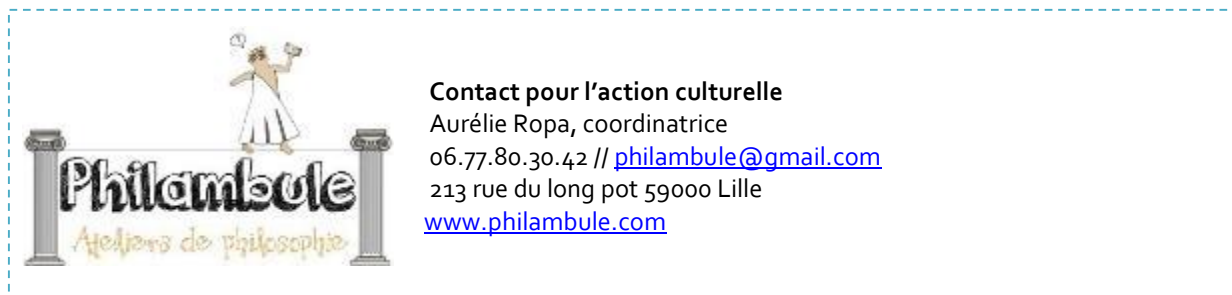 Philambule
Ateliers de philosophie
Contact pour l’action culturelle
Aurélie Ropa, coordinatrice
06.77.80.30.42 // philambule@gmail.com
213 rue du long pot 59000 Lille
www.philambule.com